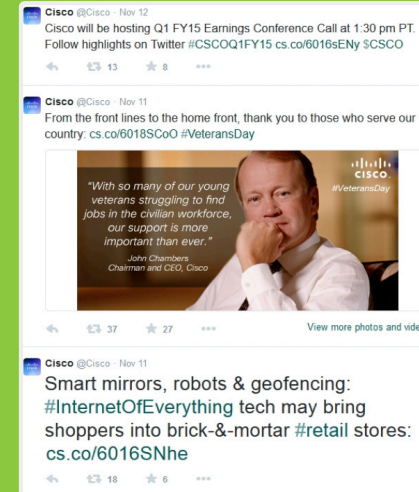 Cisco @Cisco · Nov 12
Cisco will be hosting Q1 FY15 Earnings Conference Call at 1:30 pm PT.
Follow highlights on Twitter #CSCOQ1FY15 cs.co/6016sENy $CSCO
13 8
Cisco @Cisco · Nov 11
From the front lines to the home front, thank you to those who serve our
country: cs.co/6018SCoO #VeteransDay
CISCO
#VeteransDay
"With so many of our young
veterans struggling to find
jobs in the civilian workforce,
our support is more
important than ever."
John Chambers
Chairman and CEO, Cisco
37 27 View more photos and vide
Cisco @Cisco · Nov 11
Smart mirrors, robots & geofencing:
#InternetOfEverything tech may bring
shoppers into brick-&-mortar #retail stores:
cs.co/6016SNhe
18 6